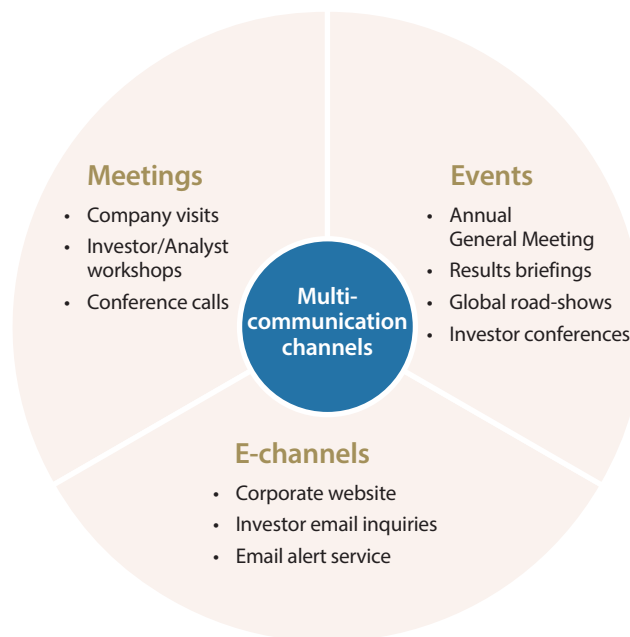 Meetings
• Company visits
• Investor/Analyst
workshops
• Conference calls
Events
• Annual
General Meeting
• Results briefings
• Global road-shows
• Investor conferences
Multi-
communication
channels
E-channels
• Corporate website
• Investor email inquiries
• Email alert service